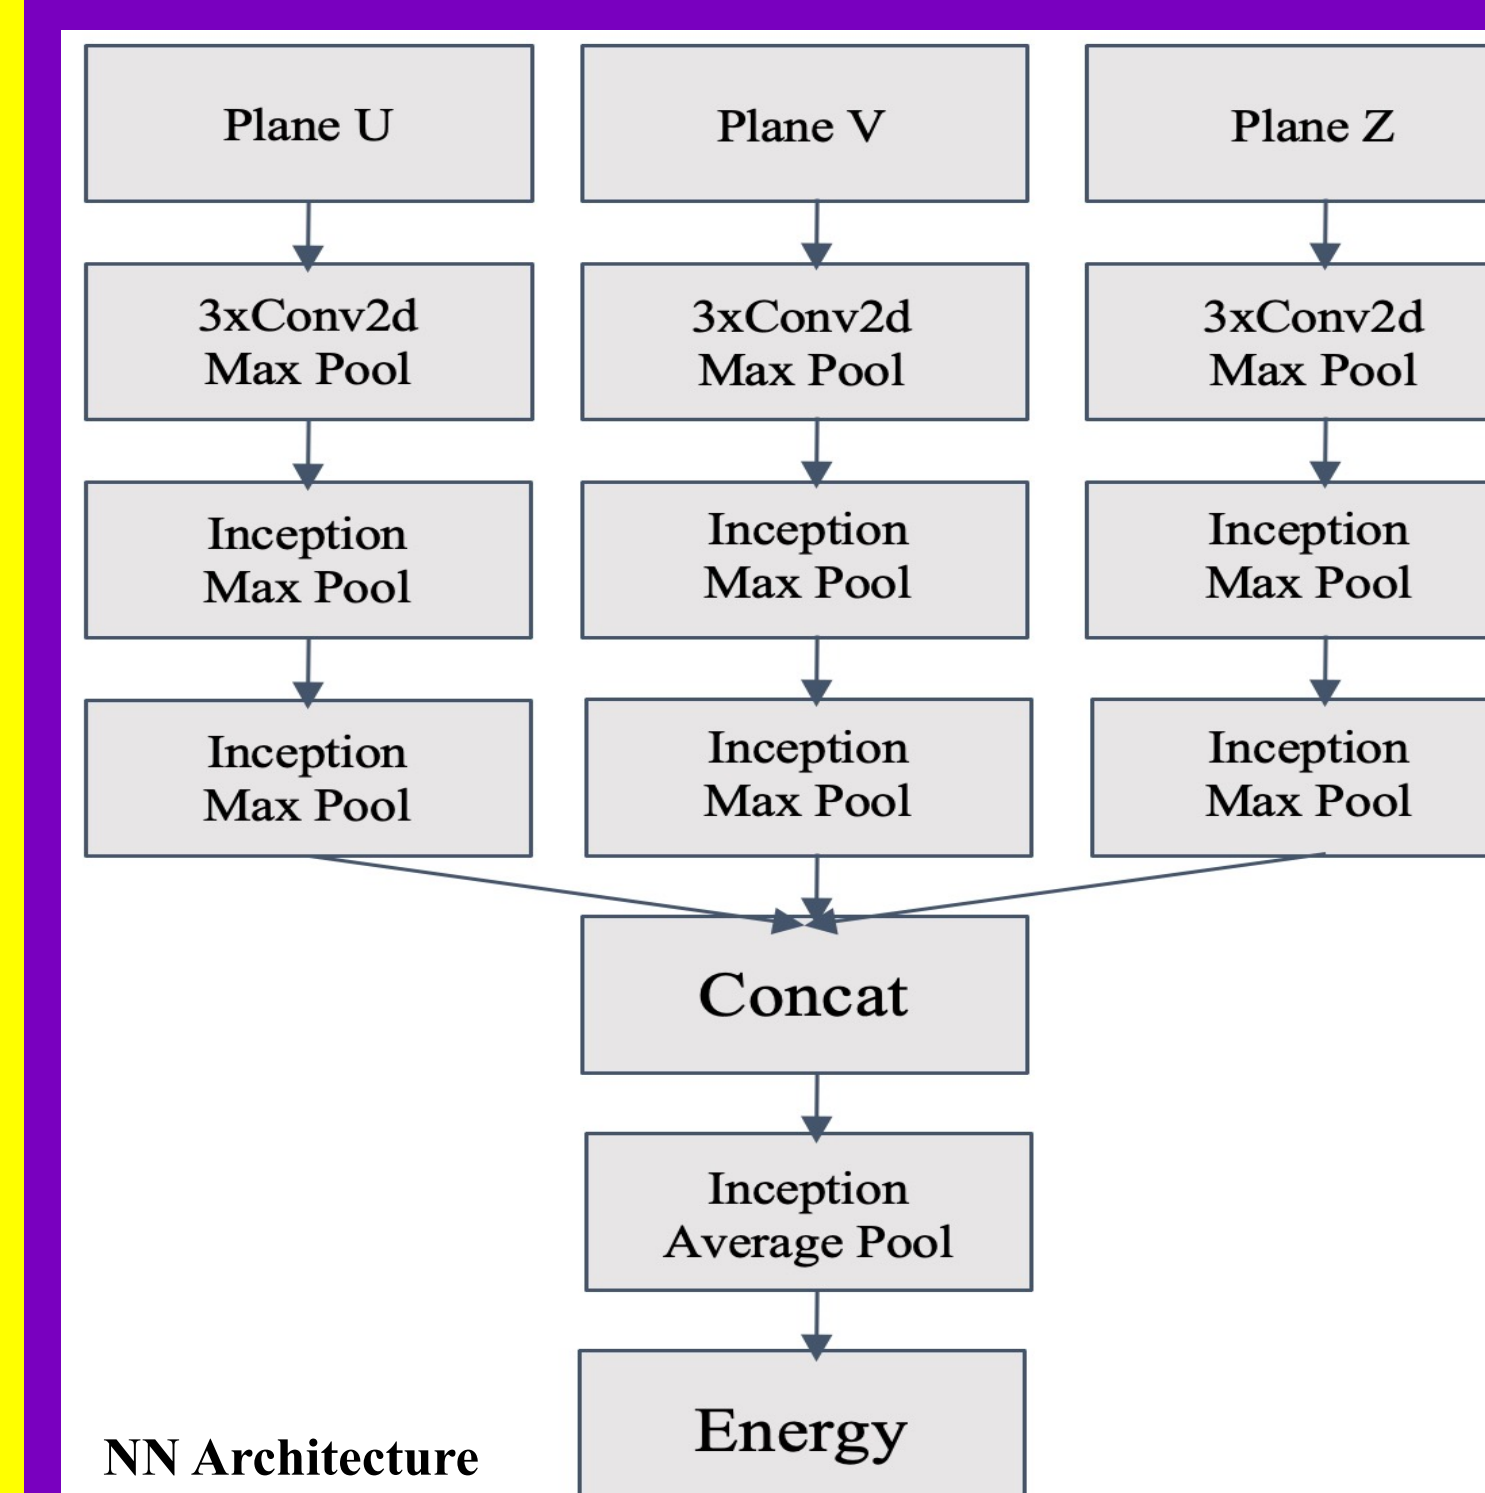 Plane U
Plane V
Plane Z
3xConv2d
Max Pool
3xConv2d
Max Pool
3xConv2d
Max Pool
Inception
Max Pool
Inception
Max Pool
Inception
Max Pool
Inception
Max Pool
Inception
Max Pool
Inception
Max Pool
Concat
Inception
Average Pool
Energy
NN Architecture